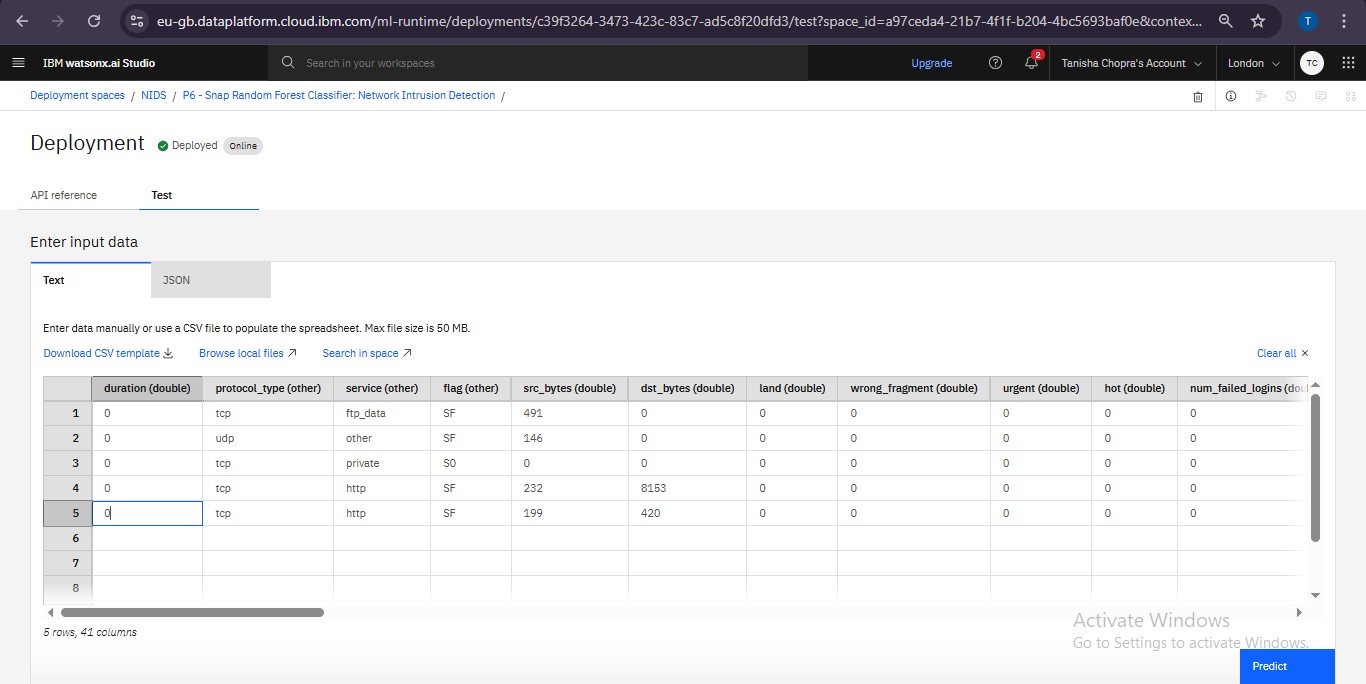 eu-gb.dataplatform.cloud.ibm.com/ml-runtime/deployments/c39f3264-3473-423c-83c7-ad5c8f20dfd3/test?space_id=a97ceda4-21b7-4f1f-b204-4bc5693baf0e&contex... T
IBM watsonx.ai Studio Search in your workspaces Upgrade 2 Tanisha Chopra's Account London TC
Deployment spaces / NIDS / P6 - Snap Random Forest Classifier: Network Intrusion Detection /
Deployment Deployed Online
API reference Test
Enter input data
Text JSON
Enter data manually or use a CSV file to populate the spreadsheet. Max file size is 50 MB.
Download CSV template Browse local files Search in space Clear all
duration (double) protocol_type (other) service (other) flag (other) src_bytes (double) dst_bytes (double) land (double) wrong_fragment (double) urgent (double) hot (double) num_failed_logins (dou
1 0 tcp ftp_data SF 491 0 0 0 0 0 0
2 0 udp other SF 146 0 0 0 0 0 0
3 0 tcp private S0 0 0 0 0 0 0 0
4 0 tcp http SF 232 8153 0 0 0 0 0
5 0 tcp http SF 199 420 0 0 0 0 0
6
7
8
5 rows, 41 columns
Activate Windows
Go to Settings to activate Windows.
Predict